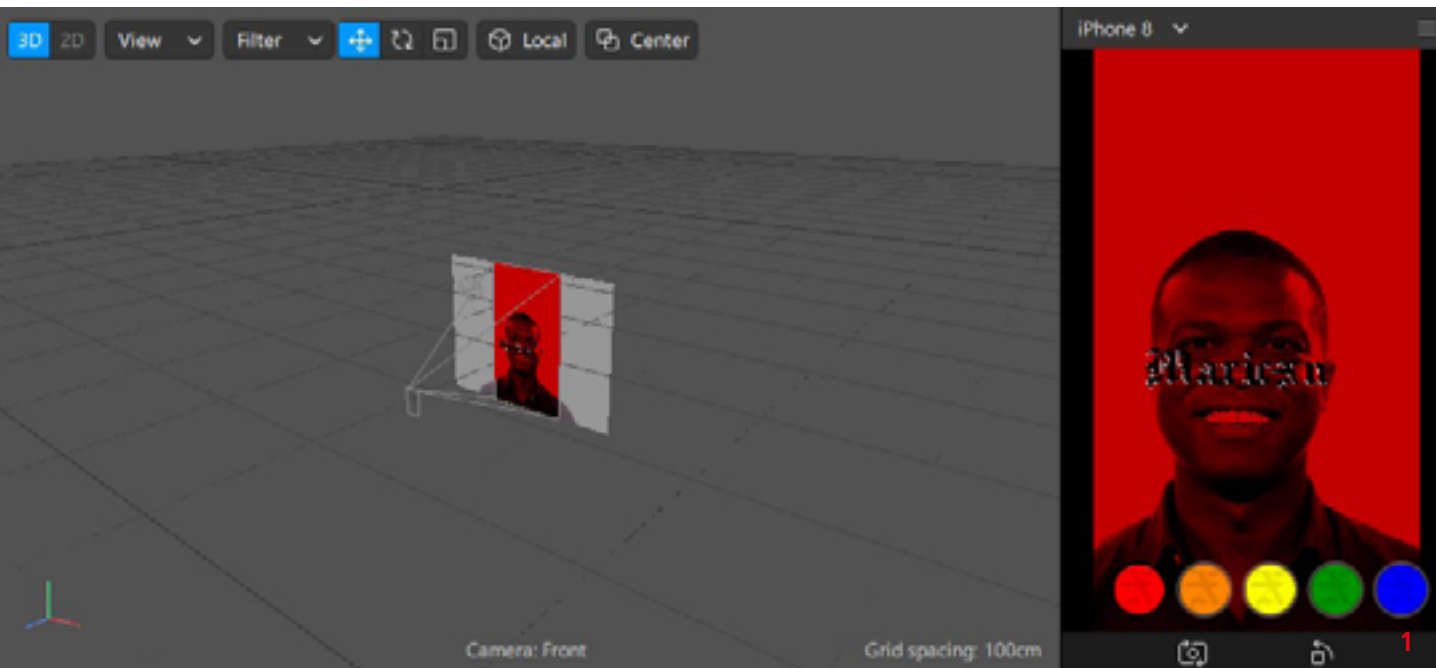 3D 2D View Filter Local Center
iPhone 8
Camera: Front
Grid spacing: 100cm
1